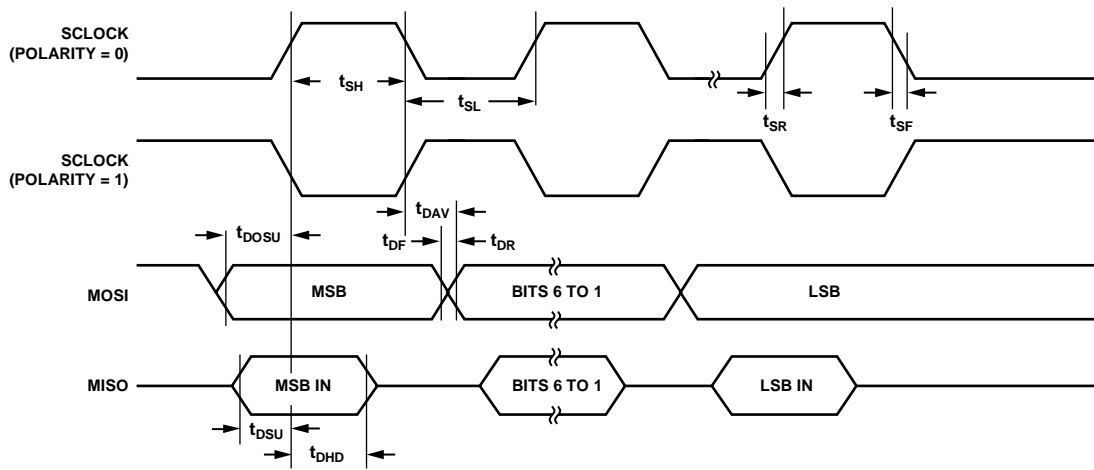 SCLOCK
(POLARITY = 0)
tSH
tSL
tSR
tSF
SCLOCK
(POLARITY = 1)
tDAV
tDOSU
tDF
tDR
MOSI
MSB
BITS 6 TO 1
LSB
MISO
MSB IN
BITS 6 TO 1
LSB IN
tDSU
tDHD